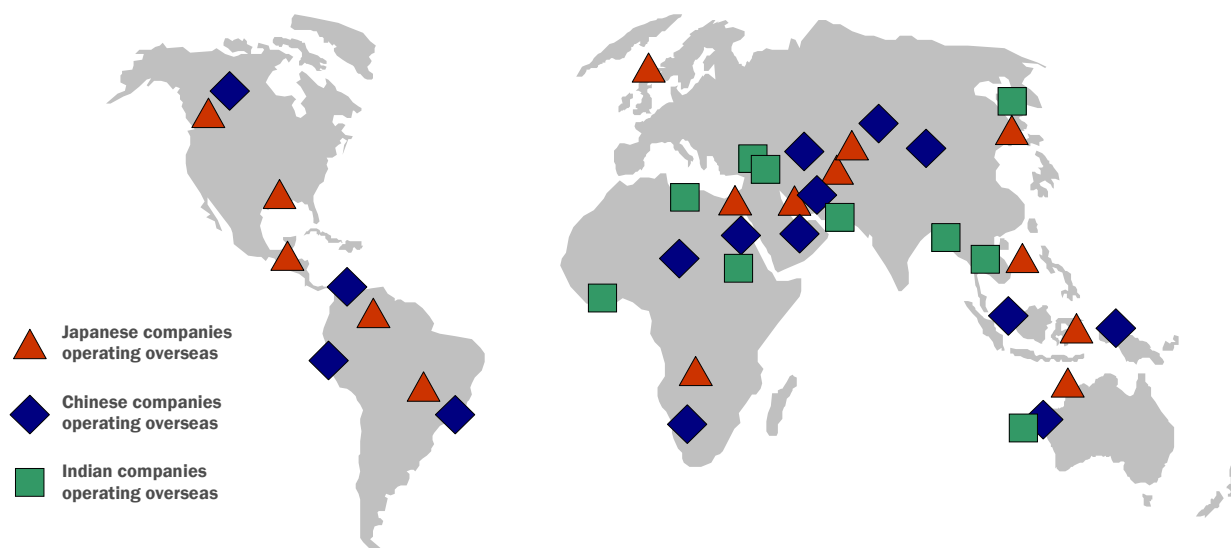 Japanese companies
operating overseas
Chinese companies
operating overseas
Indian companies
operating overseas